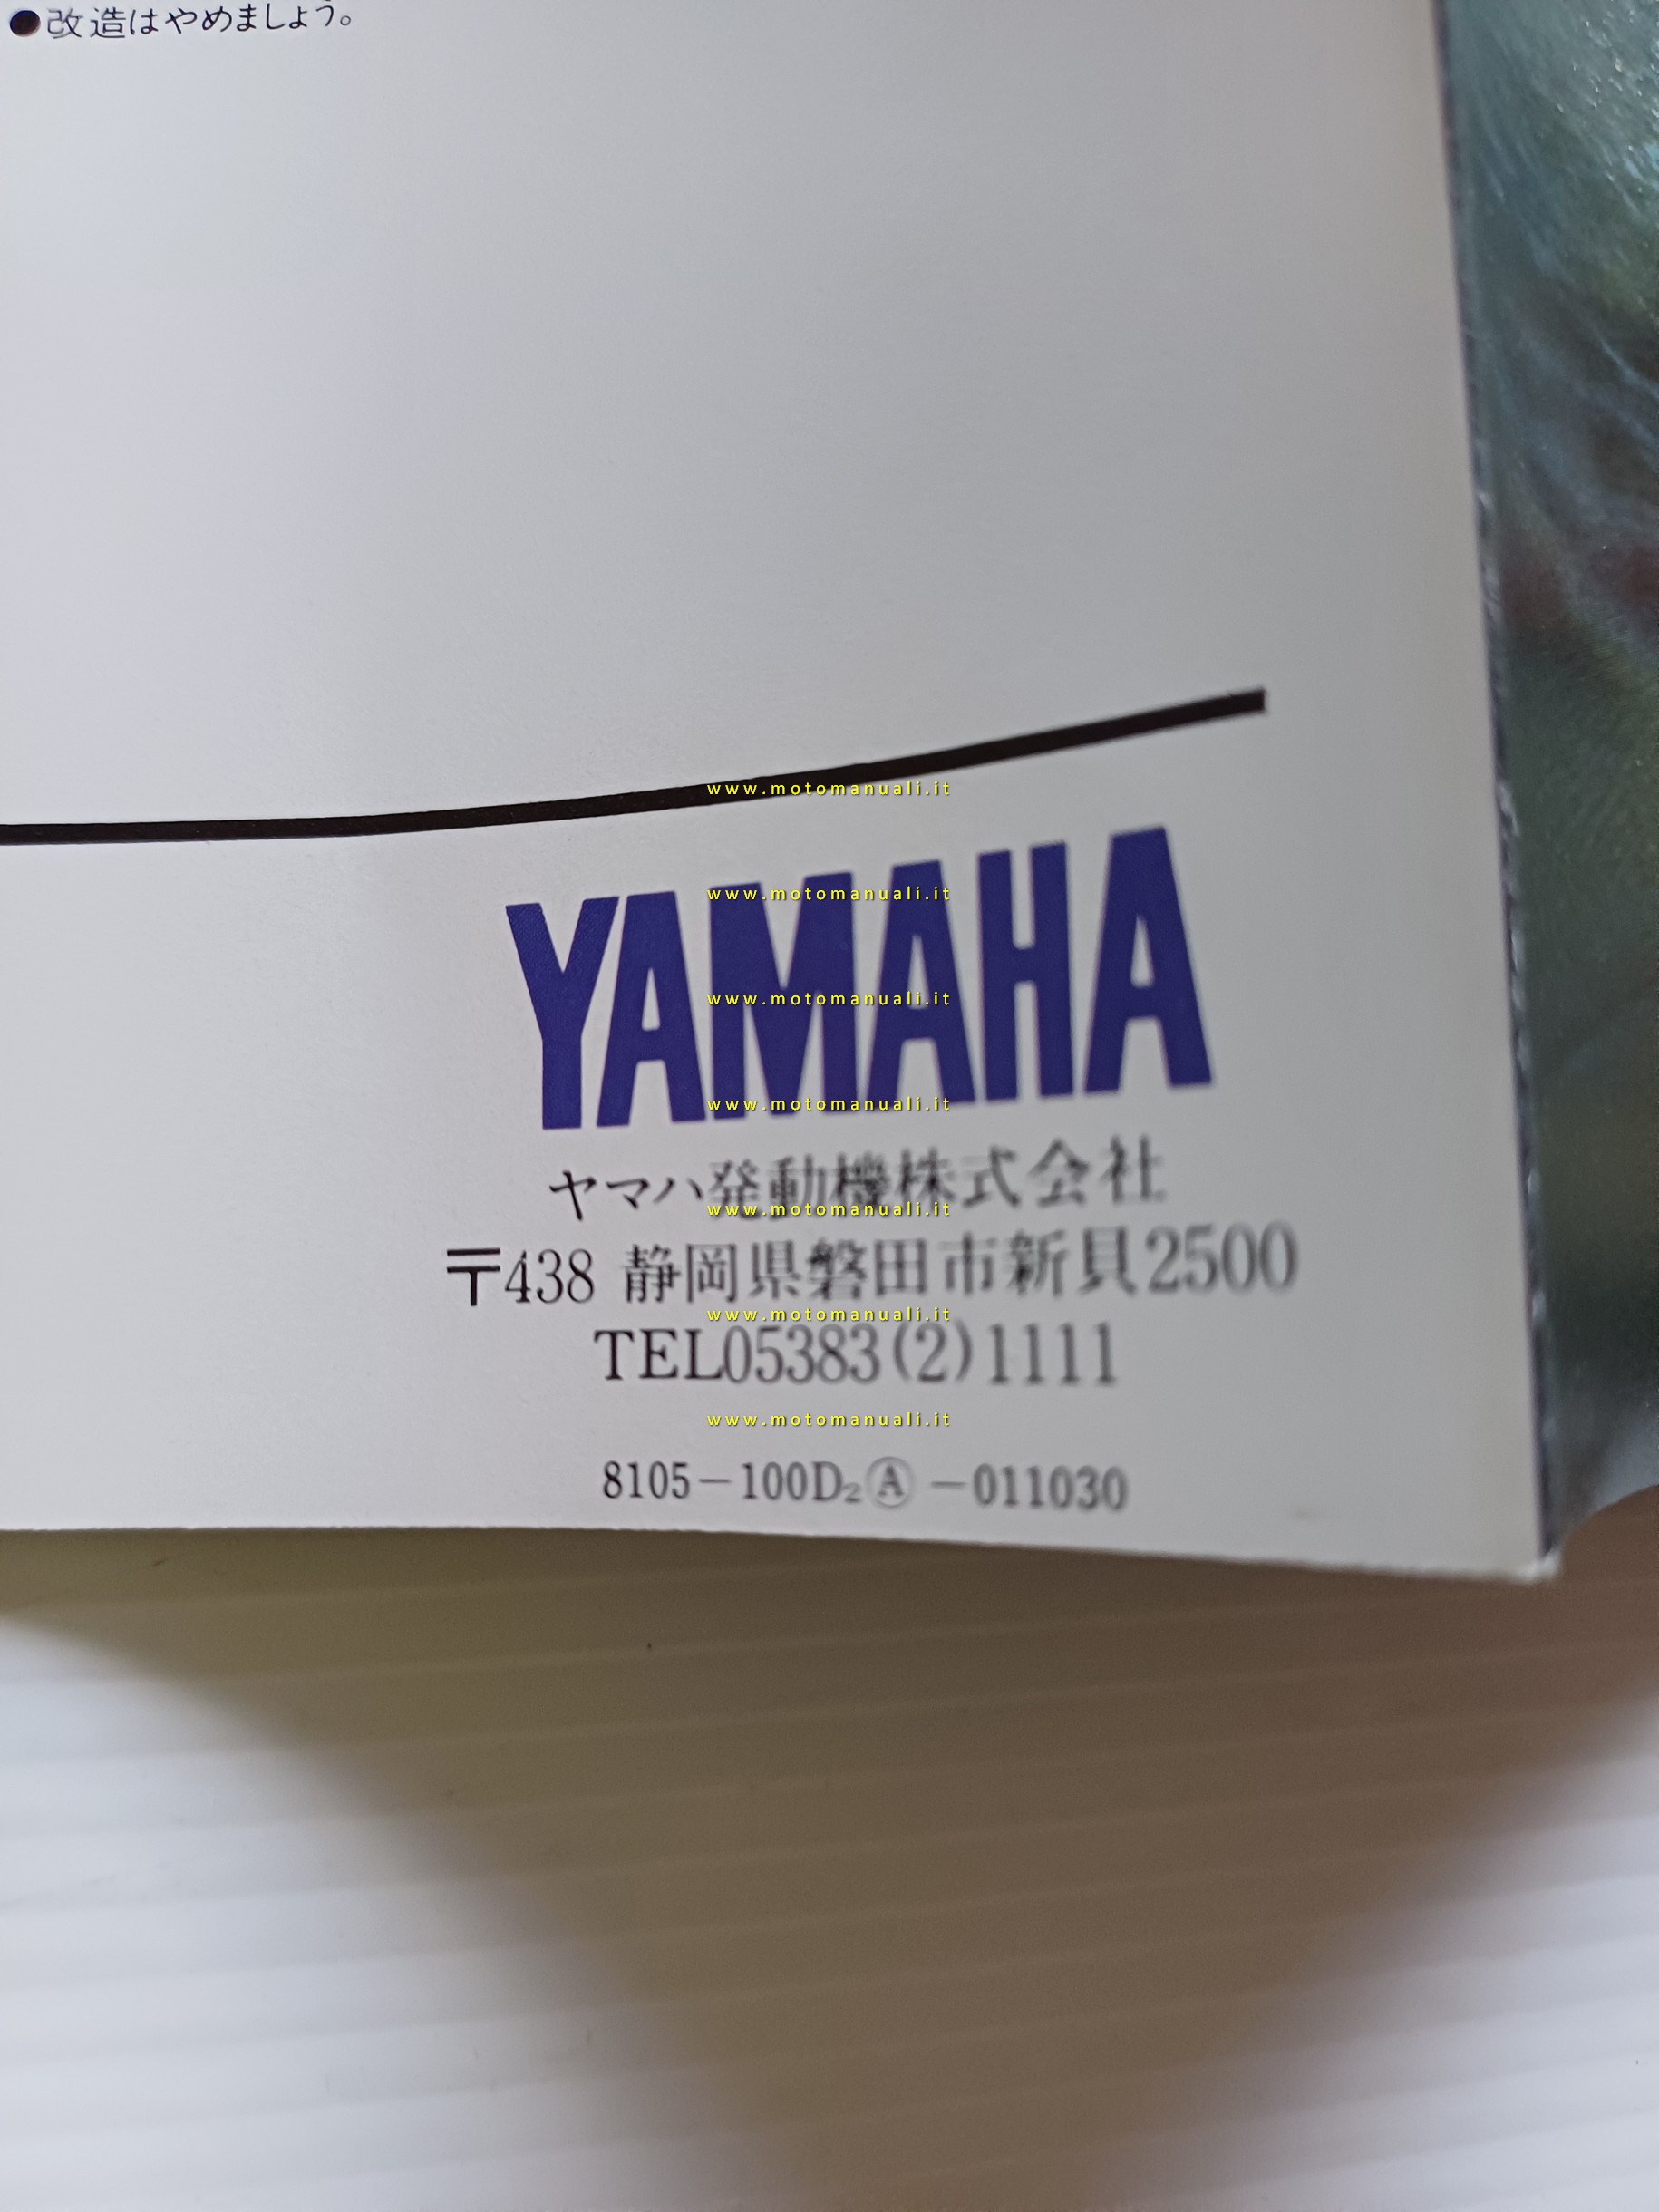 ●改造はやめましょう。
www.motomanuali.it
YAMAHA
www.motomanuali.it
www.motomanuali.it
www.motomanuali.it
ヤマハ発動機株式会社
www.motomanuali.it
〒438 静岡県磐田市新貝2500
www.motomanuali.it
TEL05383(2)1111
www.motomanuali.it
8105-100D₂Ⓐ-011030